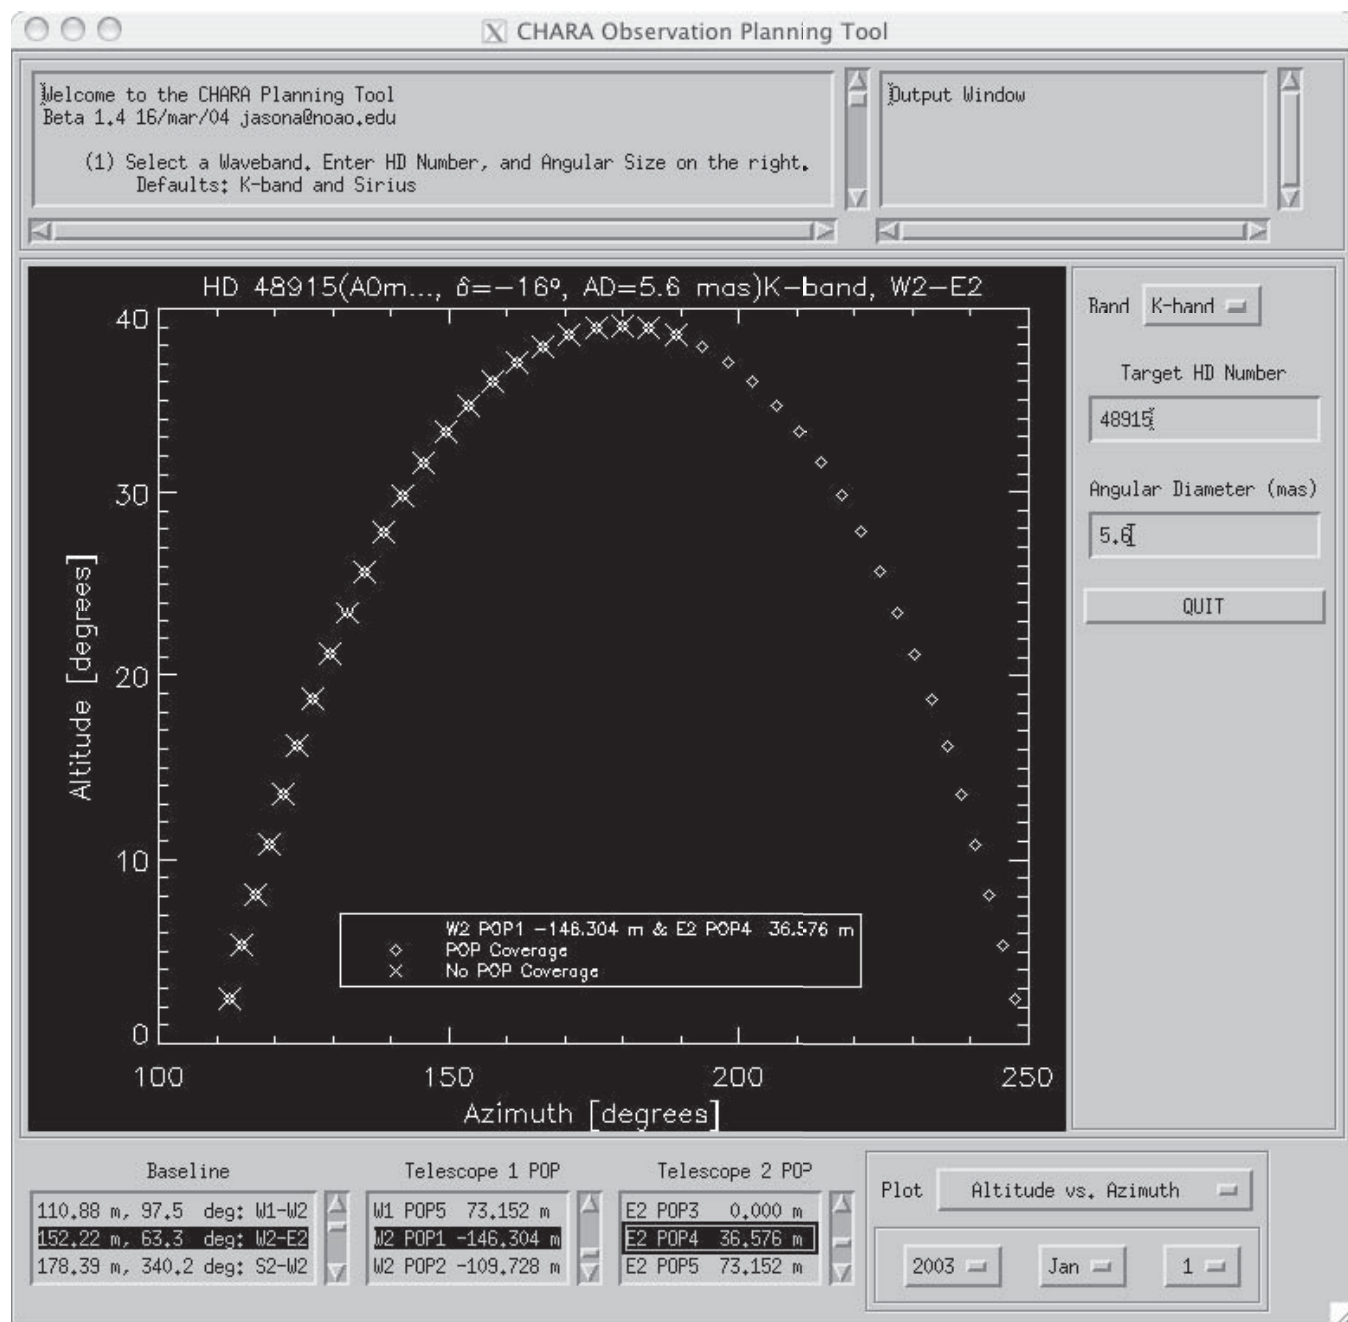 CHARA Observation Planning Tool
Welcome to the CHARA Planning Tool
Beta 1.4 16/mar/04 jasona@noao.edu
(1) Select a Waveband. Enter HD Number, and Angular Size on the right.
Defaults: K-band and Sirius
Output Window
HD 48915(A0m..., δ=-16°, AD=5.6 mas)K-band, W2-E2
Band K-band
Target HD Number
48915
Angular Diameter (mas)
5.6
QUIT
40
30
20
10
0
Altitude [degrees]
W2 POP1 -146.304 m & E2 POP4 36.576 m
POP Coverage
No POP Coverage
100 150 200 250
Azimuth [degrees]
Baseline
110.88 m, 97.5 deg: W1-W2
152.22 m, 63.3 deg: W2-E2
178.39 m, 340.2 deg: S2-W2
Telescope 1 POP
W1 POP5 73.152 m
W2 POP1 -146.304 m
W2 POP2 -109.728 m
Telescope 2 POP
E2 POP3 0.000 m
E2 POP4 36.576 m
E2 POP5 73.152 m
Plot Altitude vs. Azimuth
2003 Jan 1